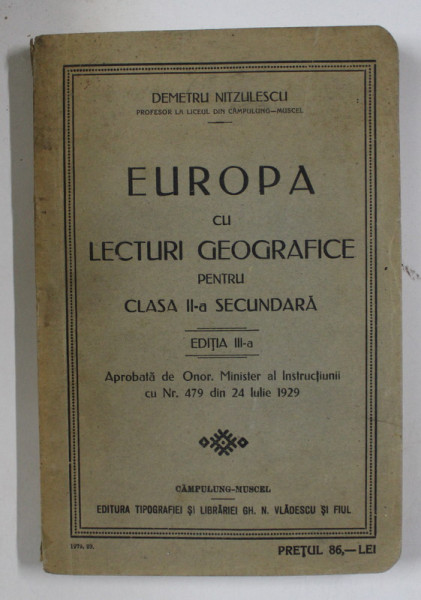 DEMETRU NITZULESCU
PROFESOR LA LICEUL DIN CÂMPULUNG—MUSCEL
EUROPA
CU
LECTURI GEOGRAFICE
PENTRU
CLASA II-a SECUNDARĂ
EDIȚIA III-a
Aprobată de Onor. Minister al Instrucțiunii
cu Nr. 479 din 24 Iulie 1929
CÂMPULUNG-MUSCEL
EDITURA TIPOGRAFIEI ȘI LIBRĂRIEI GH. N. VLĂDESCU ȘI FIUL
PREȚUL 86,—LEI